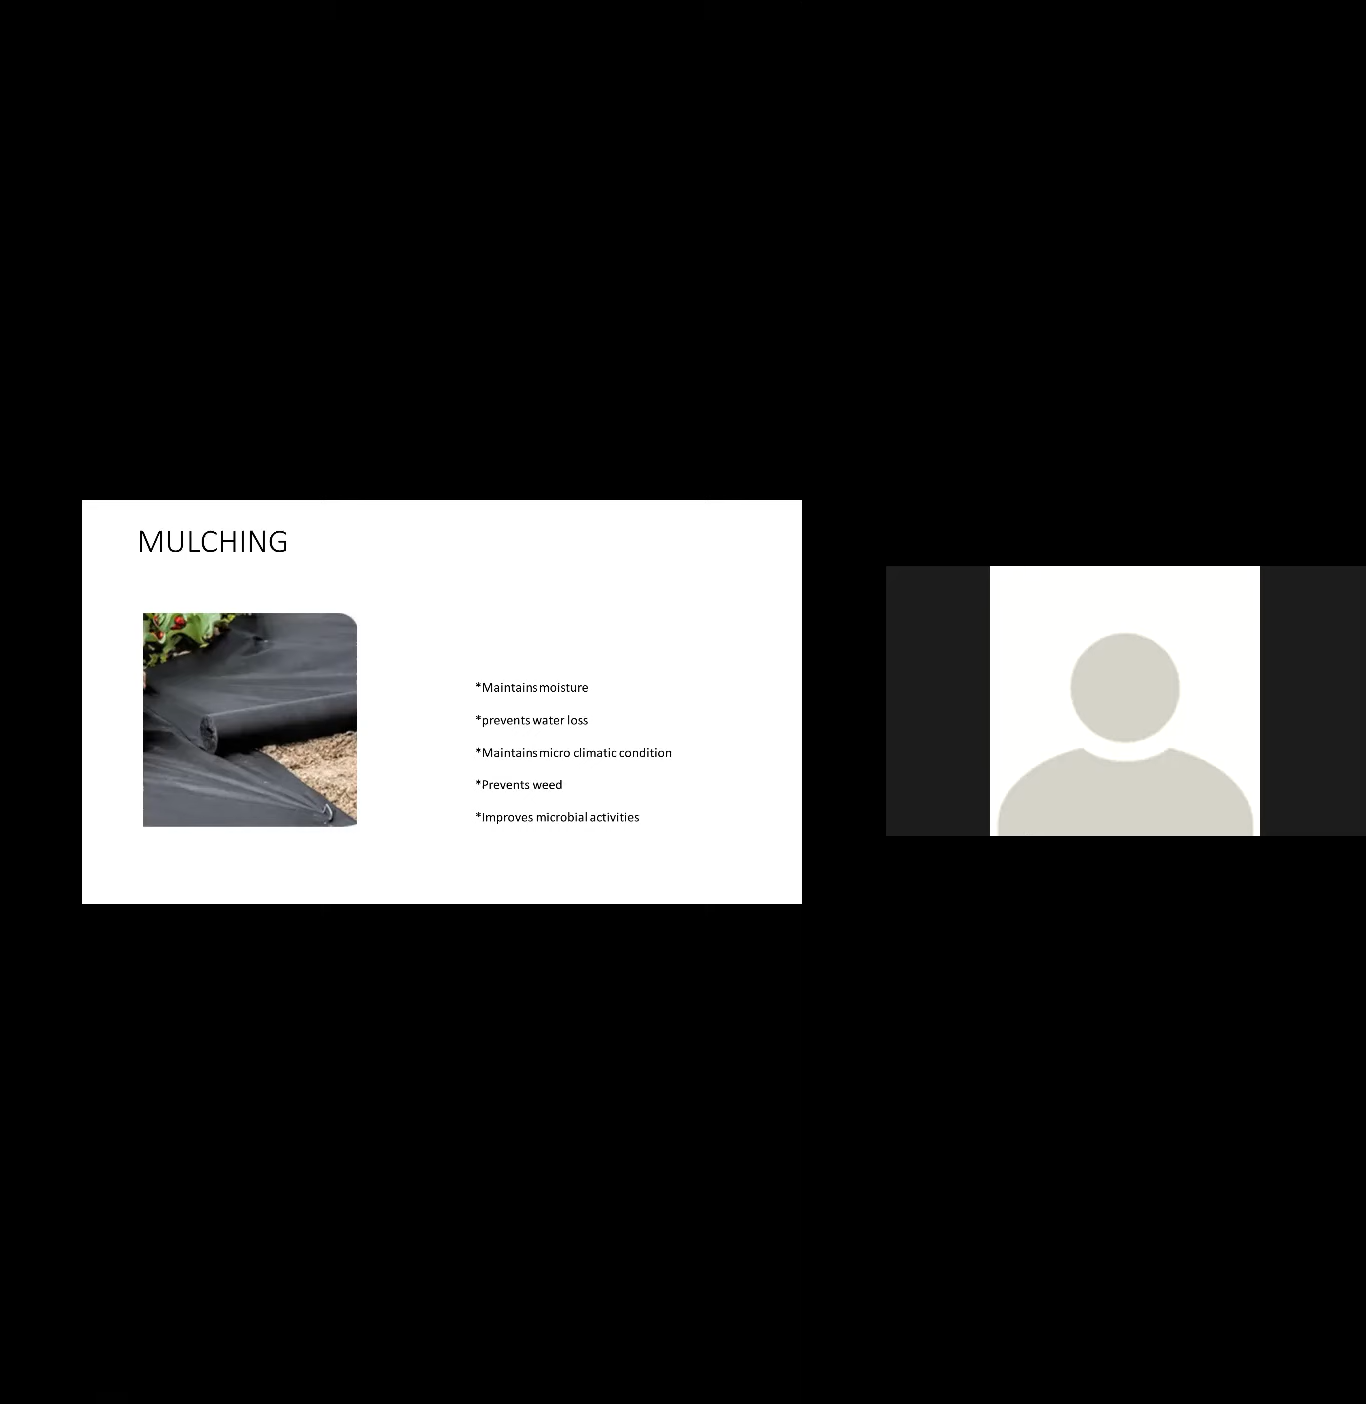 MULCHING
*Maintains moisture
*prevents water loss
*Maintains micro climatic condition
*Prevents weed
*Improves microbial activities